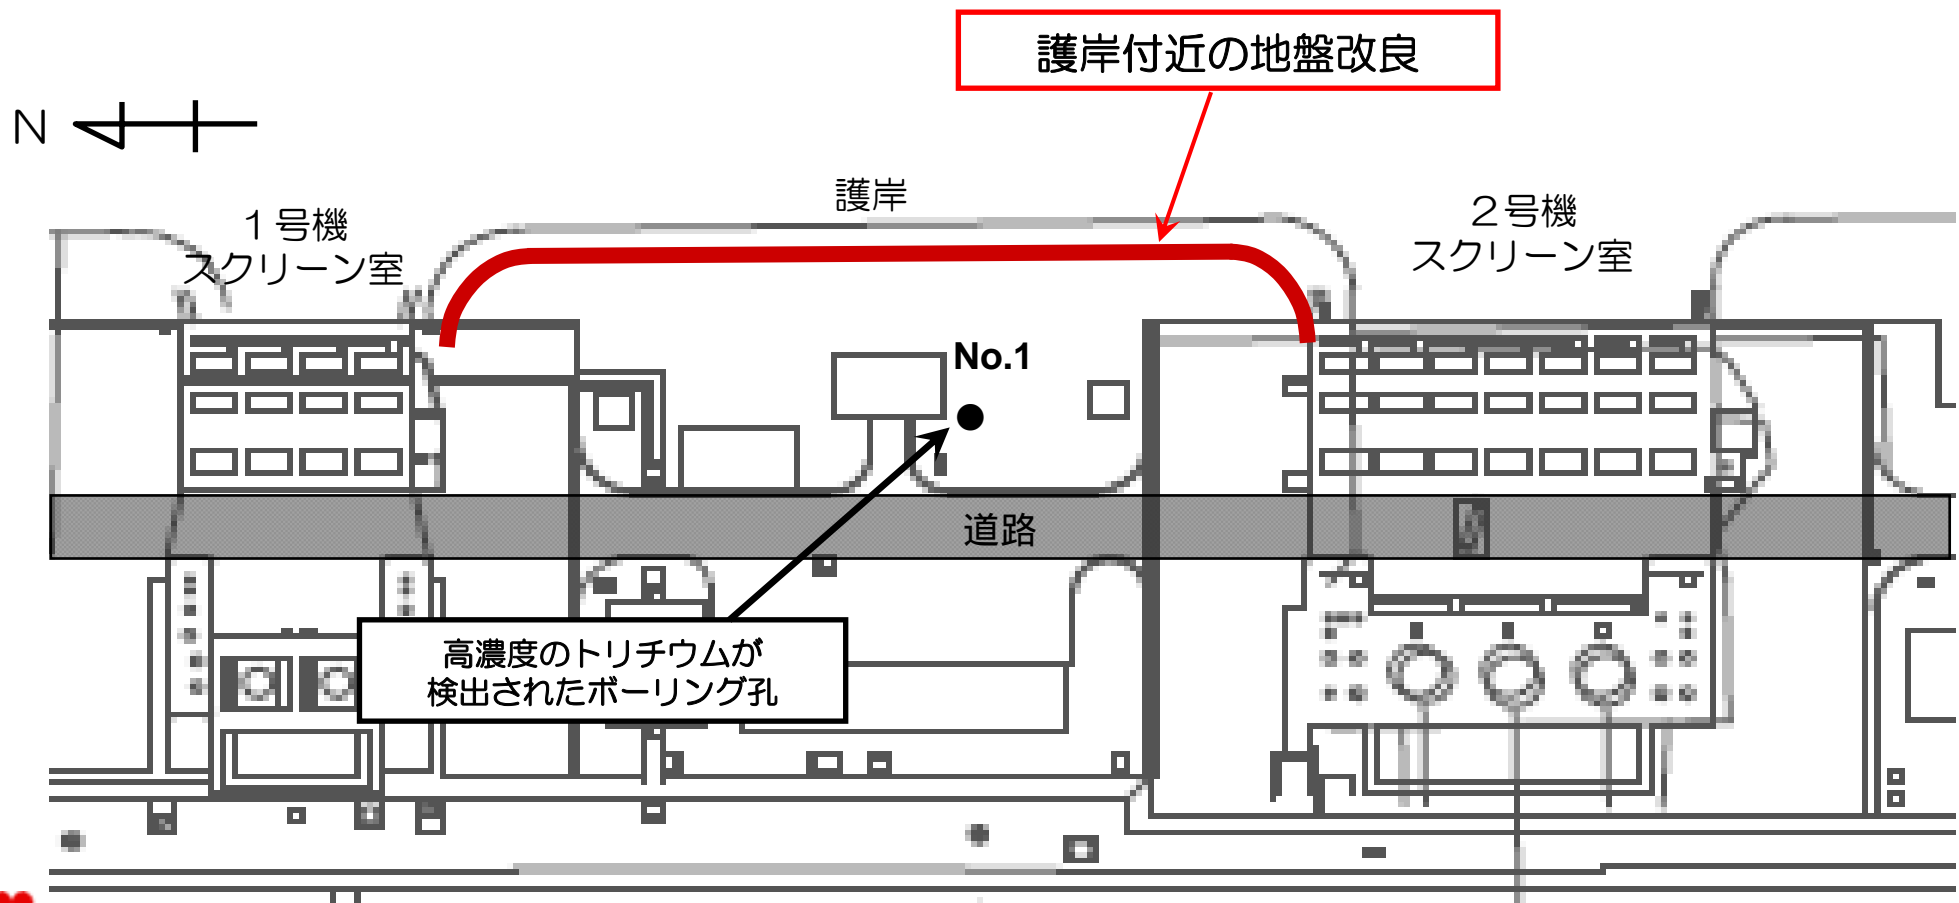 護岸付近の地盤改良
N
護岸
１号機
スクリーン室
２号機
スクリーン室
No.1
道路
高濃度のトリチウムが
検出されたボーリング孔